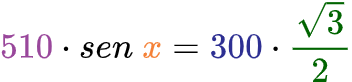 510 · sen x = 300 · √3/2